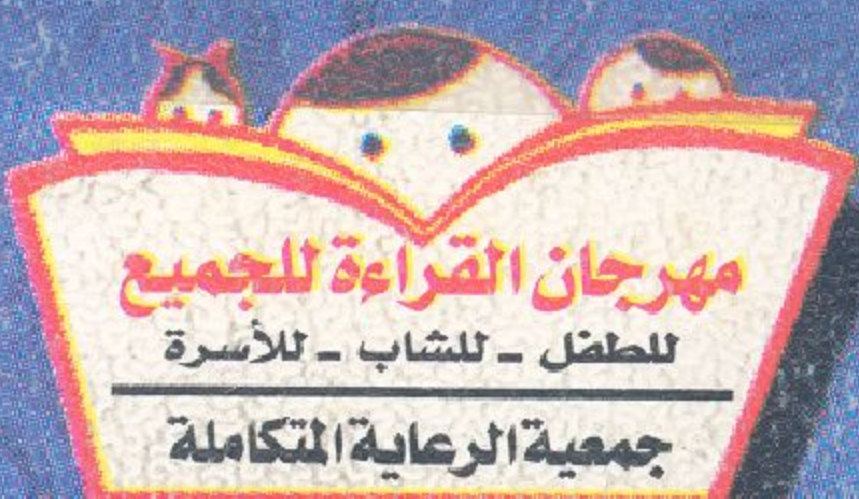 مهرجان القراءة للجميع
للطفل - للشاب - للأسرة
جمعية الرعاية المتكاملة